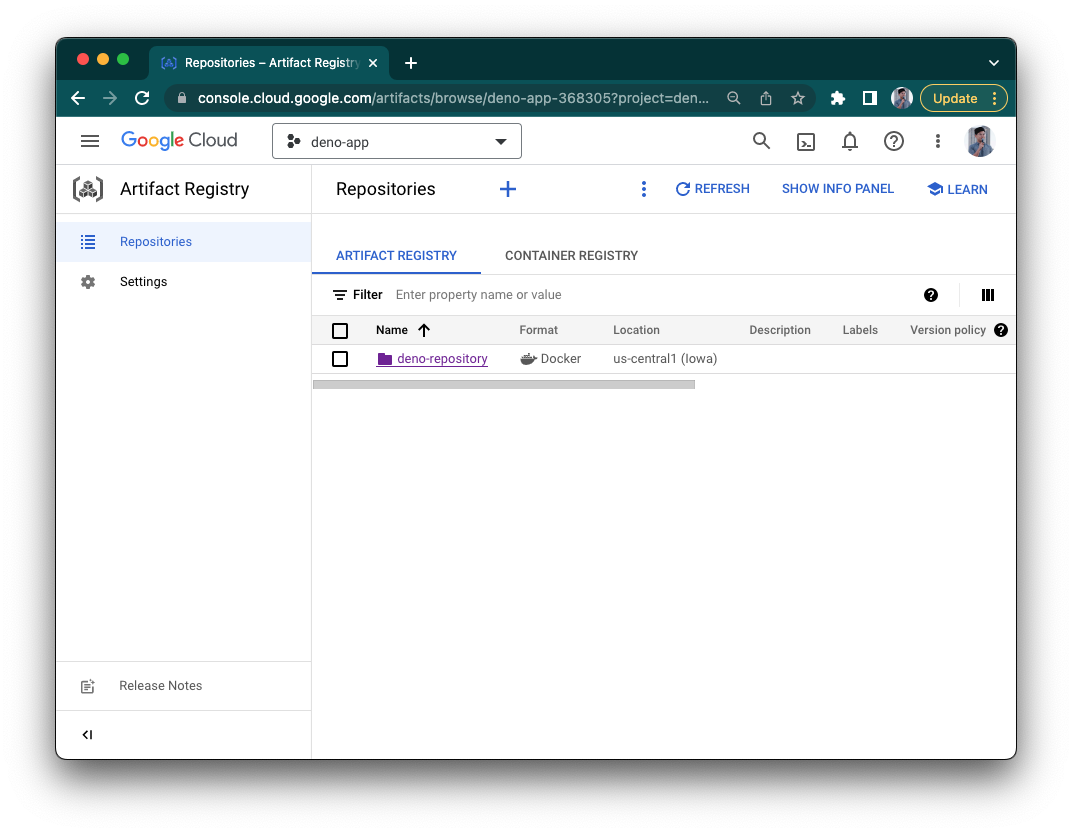 Repositories – Artifact Registry
console.cloud.google.com/artifacts/browse/deno-app-368305?project=den...
Update
Google Cloud
deno-app
Artifact Registry
Repositories
REFRESH
SHOW INFO PANEL
LEARN
Repositories
Settings
ARTIFACT REGISTRY
CONTAINER REGISTRY
Filter Enter property name or value
Name Format Location Description Labels Version policy
deno-repository Docker us-central1 (Iowa)
Release Notes